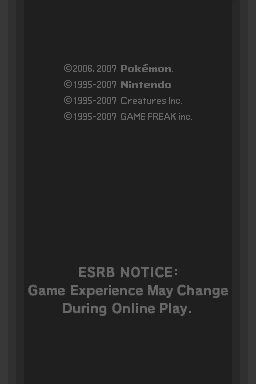 ©2006, 2007 Pokémon.
©1995-2007 Nintendo
©1995-2007 Creatures Inc.
©1995-2007 GAME FREAK inc.
ESRB NOTICE:
Game Experience May Change
During Online Play.